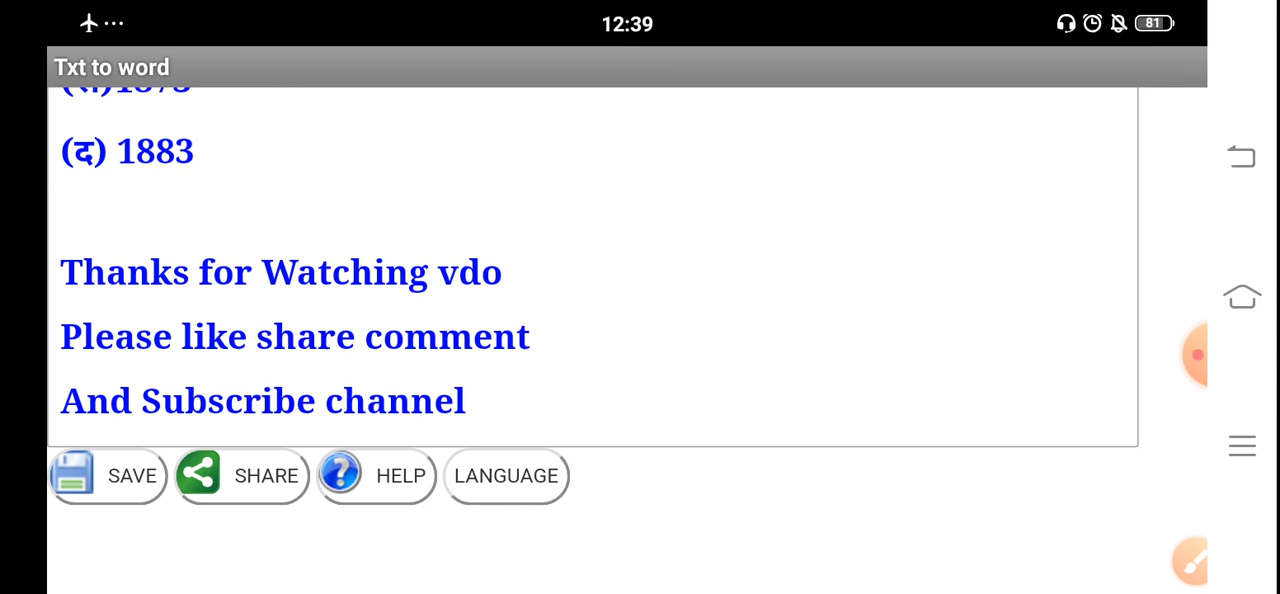 12:39
81
Txt to word
(द) 1883
Thanks for Watching vdo
Please like share comment
And Subscribe channel
SAVE
SHARE
HELP
LANGUAGE